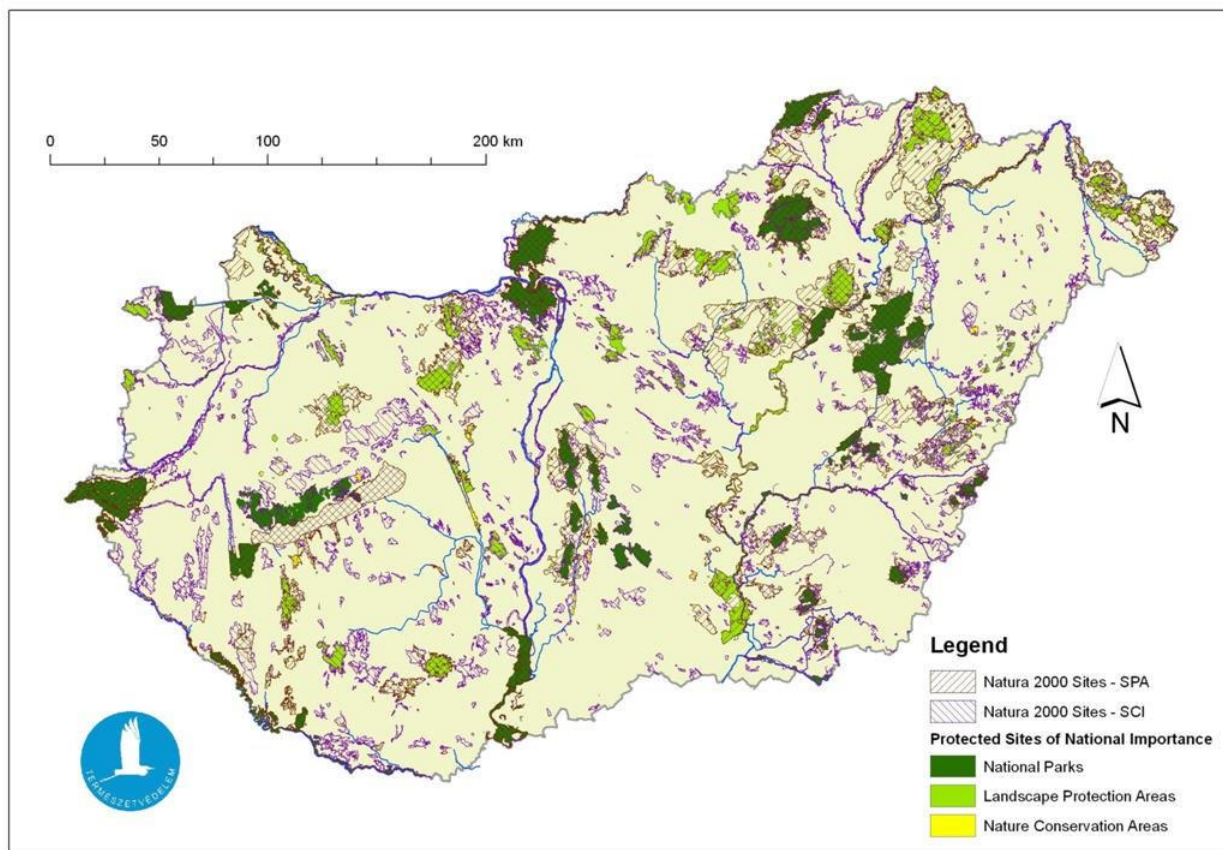 0 50 100 200 km
N
Legend
Natura 2000 Sites - SPA
Natura 2000 Sites - SCI
Protected Sites of National Importance
National Parks
Landscape Protection Areas
Nature Conservation Areas
TERMÉSZETVÉDELEM